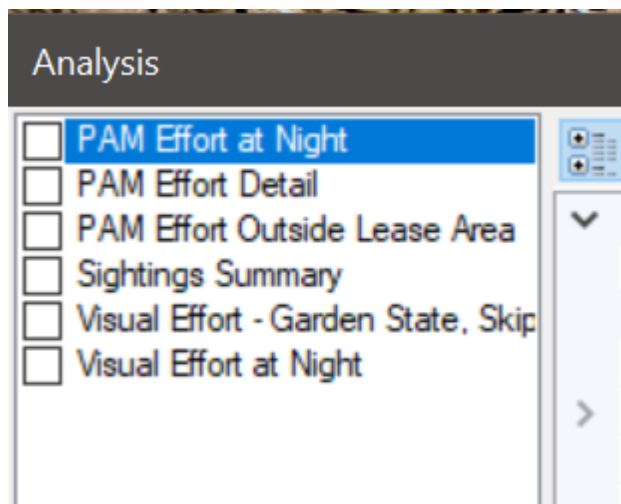 Analysis
PAM Effort at Night
PAM Effort Detail
PAM Effort Outside Lease Area
Sightings Summary
Visual Effort - Garden State, Skip
Visual Effort at Night